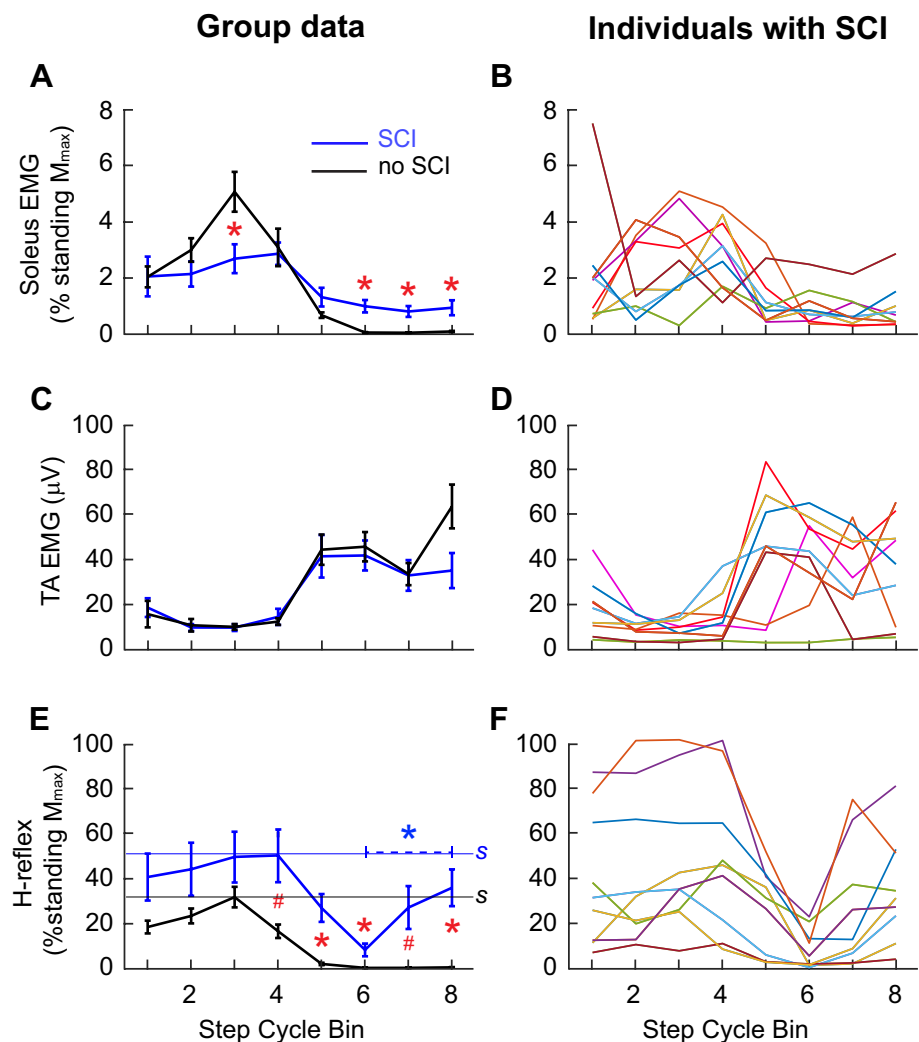 Group data
Individuals with SCI
A
B
8
6
4
2
0
Soleus EMG
(% standing Mmax)
SCI
no SCI
*
* * *
8
6
4
2
0
C
D
100
80
60
40
20
0
TA EMG (μV)
100
80
60
40
20
0
E
F
100
80
60
40
20
0
H-reflex
(%standing Mmax)
*
s
s
#
* * # *
2 4 6 8
Step Cycle Bin
100
80
60
40
20
0
2 4 6 8
Step Cycle Bin